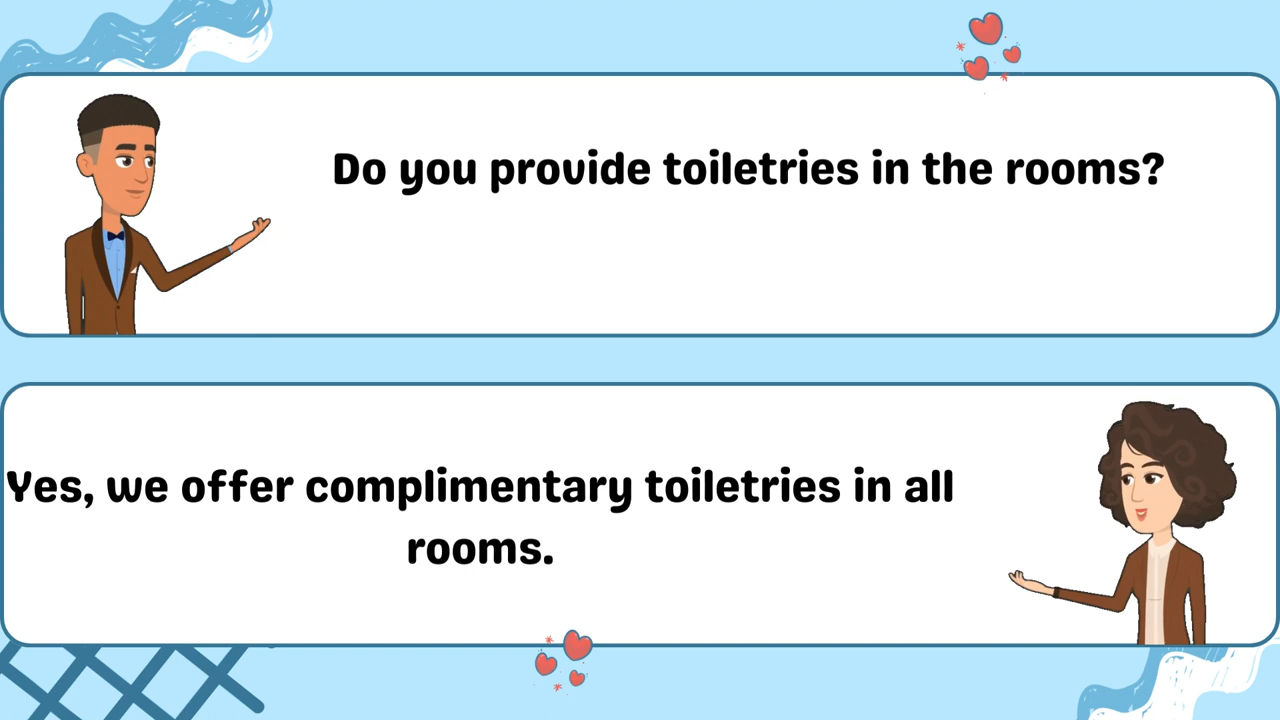 Do you provide toiletries in the rooms?
Yes, we offer complimentary toiletries in all
rooms.